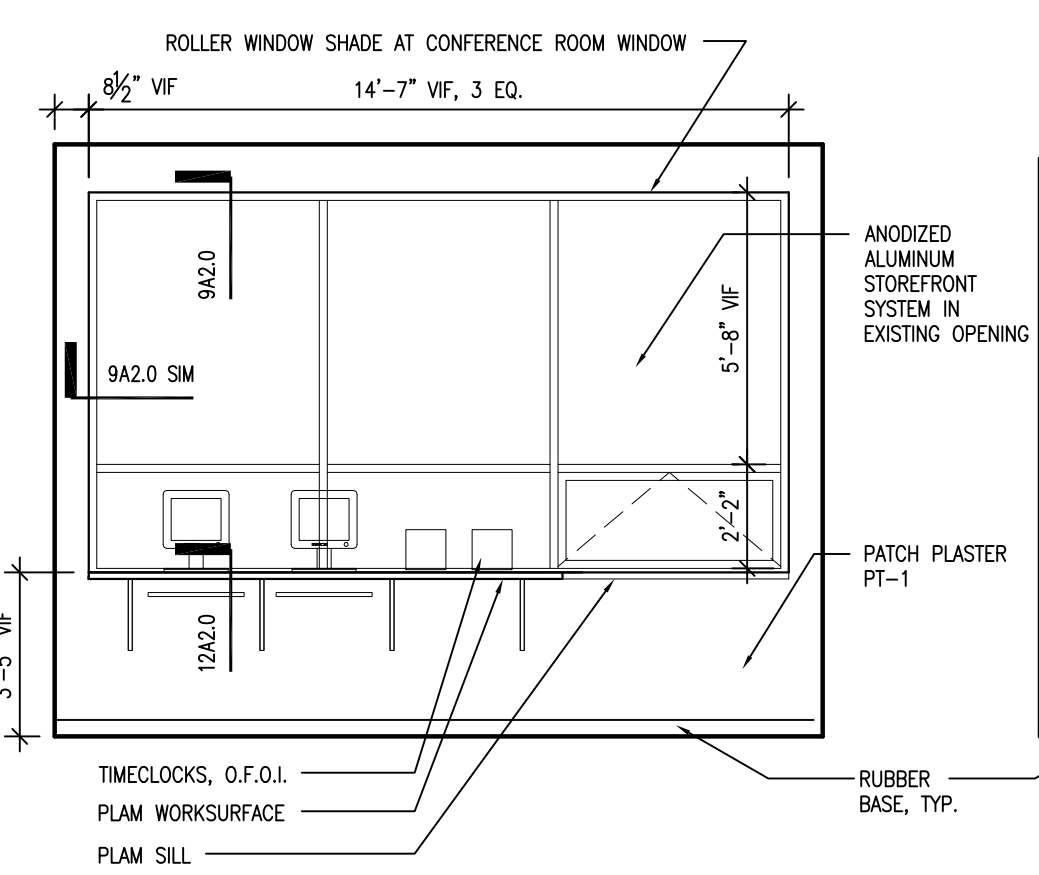 ROLLER WINDOW SHADE AT CONFERENCE ROOM WINDOW
8½" VIF
14'-7" VIF, 3 EQ.
9A2.0
ANODIZED
ALUMINUM
STOREFRONT
SYSTEM IN
EXISTING OPENING
5'-8" VIF
9A2.0 SIM
2'-2"
PATCH PLASTER
PT-1
VIF
12A2.0
TIMECLOCKS, O.F.O.I.
PLAM WORKSURFACE
PLAM SILL
RUBBER
BASE, TYP.